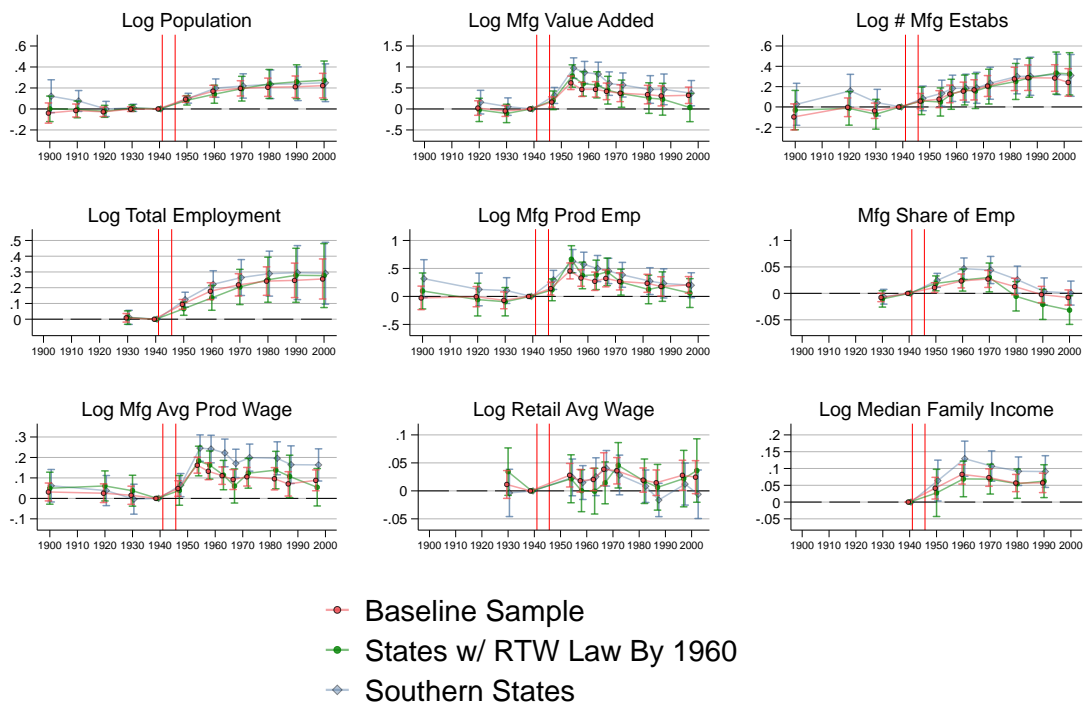 Log Population
.6
.4
.2
0
-.2
1900 1910 1920 1930 1940 1950 1960 1970 1980 1990 2000
Log Mfg Value Added
1.5
1
.5
0
-.5
1900 1910 1920 1930 1940 1950 1960 1970 1980 1990 2000
Log # Mfg Estabs
.6
.4
.2
0
-.2
1900 1910 1920 1930 1940 1950 1960 1970 1980 1990 2000
Log Total Employment
.5
.4
.3
.2
.1
0
1900 1910 1920 1930 1940 1950 1960 1970 1980 1990 2000
Log Mfg Prod Emp
1
.5
0
-.5
1900 1910 1920 1930 1940 1950 1960 1970 1980 1990 2000
Mfg Share of Emp
.1
.05
0
-.05
1900 1910 1920 1930 1940 1950 1960 1970 1980 1990 2000
Log Mfg Avg Prod Wage
.3
.2
.1
0
-.1
1900 1910 1920 1930 1940 1950 1960 1970 1980 1990 2000
Log Retail Avg Wage
.1
.05
0
-.05
1900 1910 1920 1930 1940 1950 1960 1970 1980 1990 2000
Log Median Family Income
.2
.15
.1
.05
0
-.05
1900 1910 1920 1930 1940 1950 1960 1970 1980 1990 2000
Baseline Sample
States w/ RTW Law By 1960
Southern States